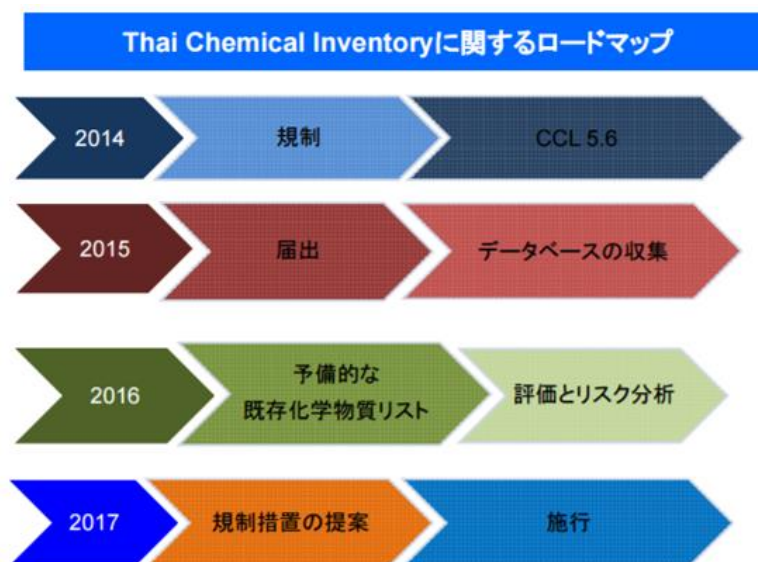 Thai Chemical Inventoryに関するロードマップ
2014
規制
CCL 5.6
2015
届出
データベースの収集
2016
予備的な
既存化学物質リスト
評価とリスク分析
2017
規制措置の提案
施行